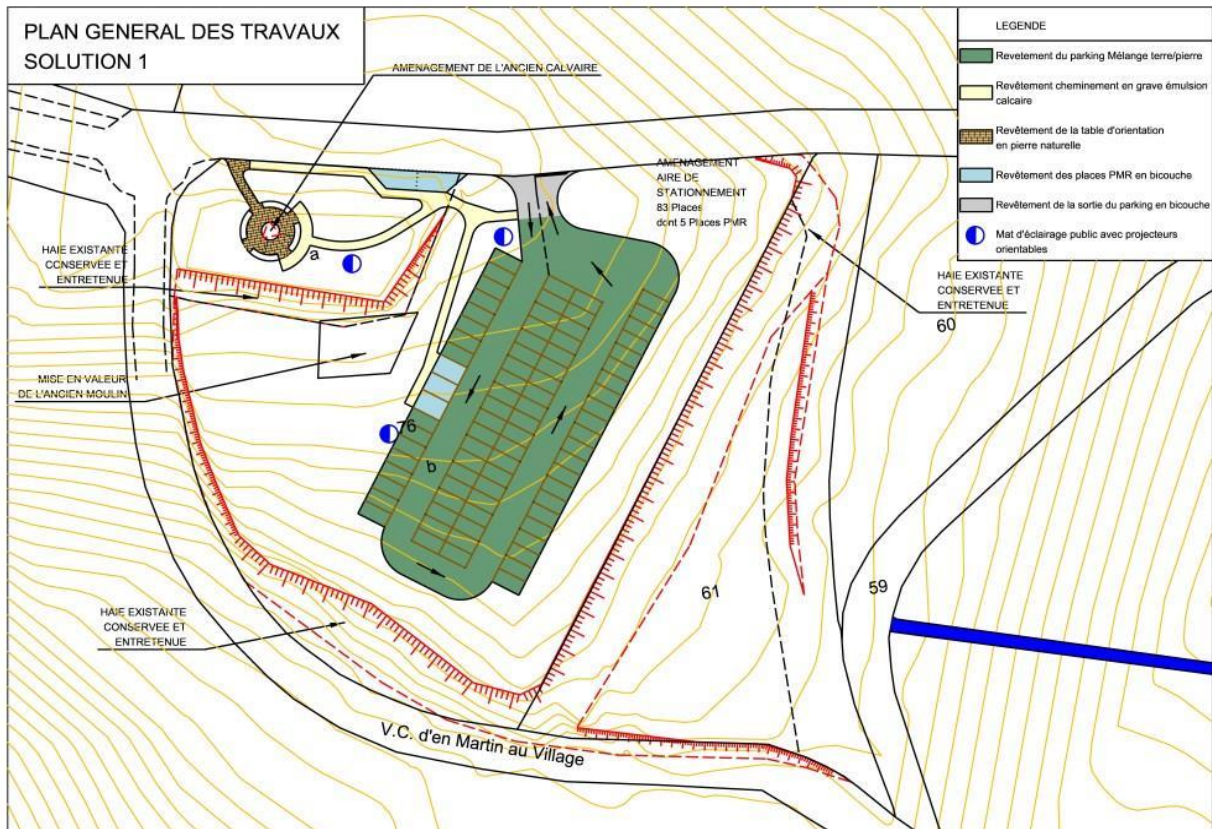 PLAN GENERAL DES TRAVAUX
SOLUTION 1
AMENAGEMENT DE L'ANCIEN CALVAIRE
LEGENDE
Revetement du parking Mélange terre/pierre
Revêtement cheminement en grave émulsion
calcaire
Revêtement de la table d'orientation
en pierre naturelle
Revêtement des places PMR en bicouche
Revêtement de la sortie du parking en bicouche
Mat d'éclairage public avec projecteurs
orientables
AMENAGEMENT
AIRE DE
STATIONNEMENT
83 Places
dont 5 Places PMR
HAIE EXISTANTE
CONSERVEE ET
ENTRETENUE
a
HAIE EXISTANTE
CONSERVEE ET
ENTRETENUE
60
MISE EN VALEUR
DE L'ANCIEN MOULIN
76
b
61
59
HAIE EXISTANTE
CONSERVEE ET
ENTRETENUE
V.C. d'en Martin au Village